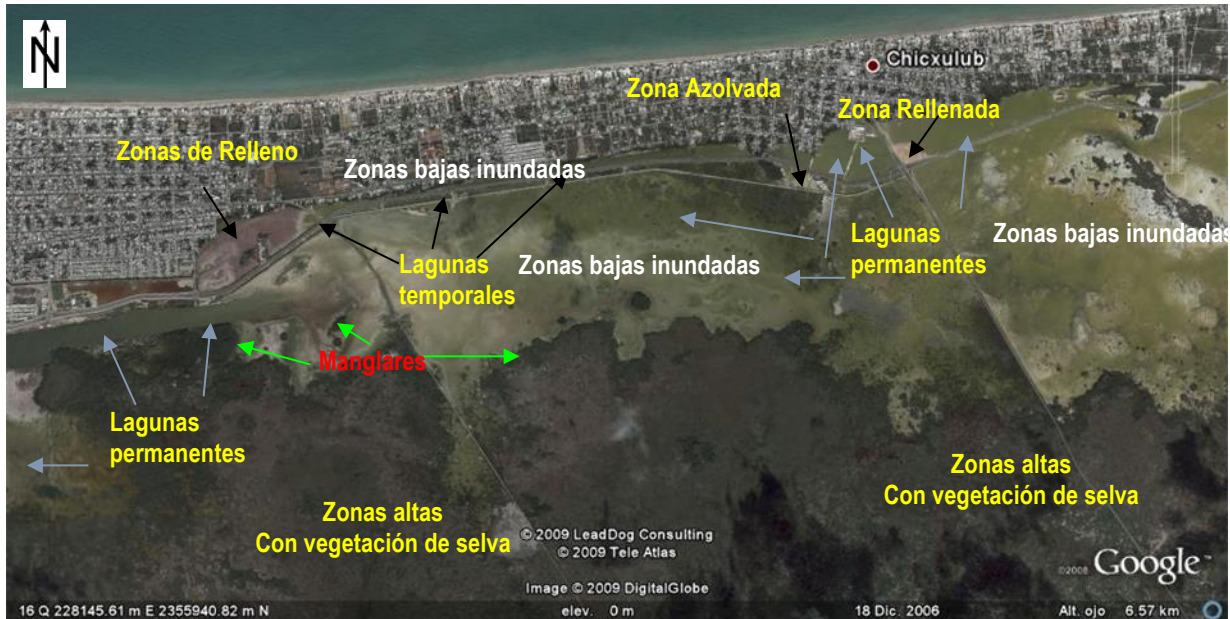 N
Chicxulub
Zona Azolvada
Zona Rellenada
Zonas de Relleno
Zonas bajas inundadas
Lagunas
temporales
Zonas bajas inundadas
Lagunas
permanentes
Zonas bajas inundadas
Manglares
Lagunas
permanentes
Zonas altas
Con vegetación de selva
Zonas altas
Con vegetación de selva
© 2009 LeadDog Consulting
© 2009 Tele Atlas
Image © 2009 DigitalGlobe
©2008 Google™
16 Q 228145.61 m E 2355940.82 m N
elev. 0 m
18 Dic. 2006
Alt. ojo 6.57 km